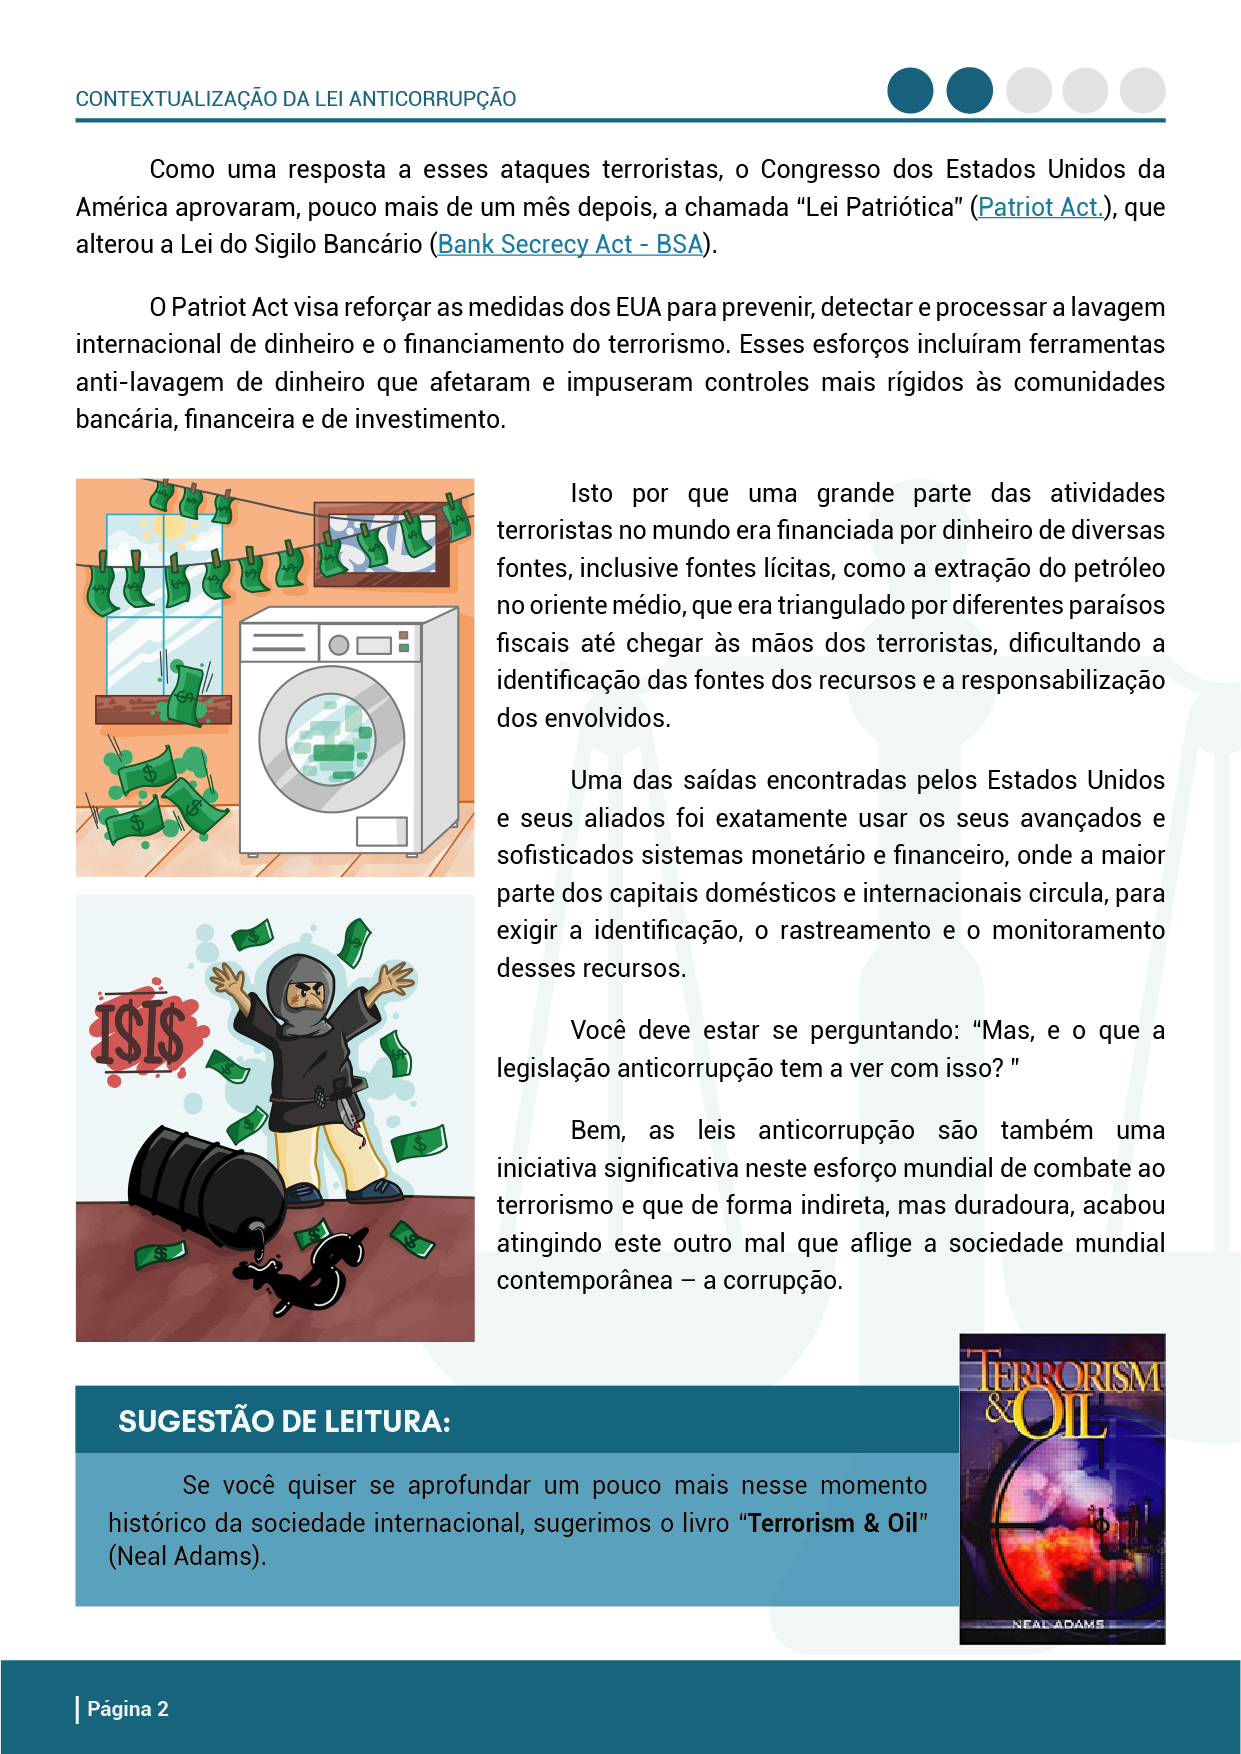 CONTEXTUALIZAÇÃO DA LEI ANTICORRUPÇÃO
Como uma resposta a esses ataques terroristas, o Congresso dos Estados Unidos da
América aprovaram, pouco mais de um mês depois, a chamada “Lei Patriótica” (Patriot Act.), que
alterou a Lei do Sigilo Bancário (Bank Secrecy Act - BSA).
O Patriot Act visa reforçar as medidas dos EUA para prevenir, detectar e processar a lavagem
internacional de dinheiro e o financiamento do terrorismo. Esses esforços incluíram ferramentas
anti-lavagem de dinheiro que afetaram e impuseram controles mais rígidos às comunidades
bancária, financeira e de investimento.
Isto por que uma grande parte das atividades
terroristas no mundo era financiada por dinheiro de diversas
fontes, inclusive fontes lícitas, como a extração do petróleo
no oriente médio, que era triangulado por diferentes paraísos
fiscais até chegar às mãos dos terroristas, dificultando a
identificação das fontes dos recursos e a responsabilização
dos envolvidos.
Uma das saídas encontradas pelos Estados Unidos
e seus aliados foi exatamente usar os seus avançados e
sofisticados sistemas monetário e financeiro, onde a maior
parte dos capitais domésticos e internacionais circula, para
exigir a identificação, o rastreamento e o monitoramento
desses recursos.
I$I$
Você deve estar se perguntando: “Mas, e o que a
legislação anticorrupção tem a ver com isso? ”
Bem, as leis anticorrupção são também uma
iniciativa significativa neste esforço mundial de combate ao
terrorismo e que de forma indireta, mas duradoura, acabou
atingindo este outro mal que aflige a sociedade mundial
contemporânea – a corrupção.
SUGESTÃO DE LEITURA:
Se você quiser se aprofundar um pouco mais nesse momento
histórico da sociedade internacional, sugerimos o livro “Terrorism & Oil”
(Neal Adams).
TERRORISM
& OIL
NEAL ADAMS
Página 2